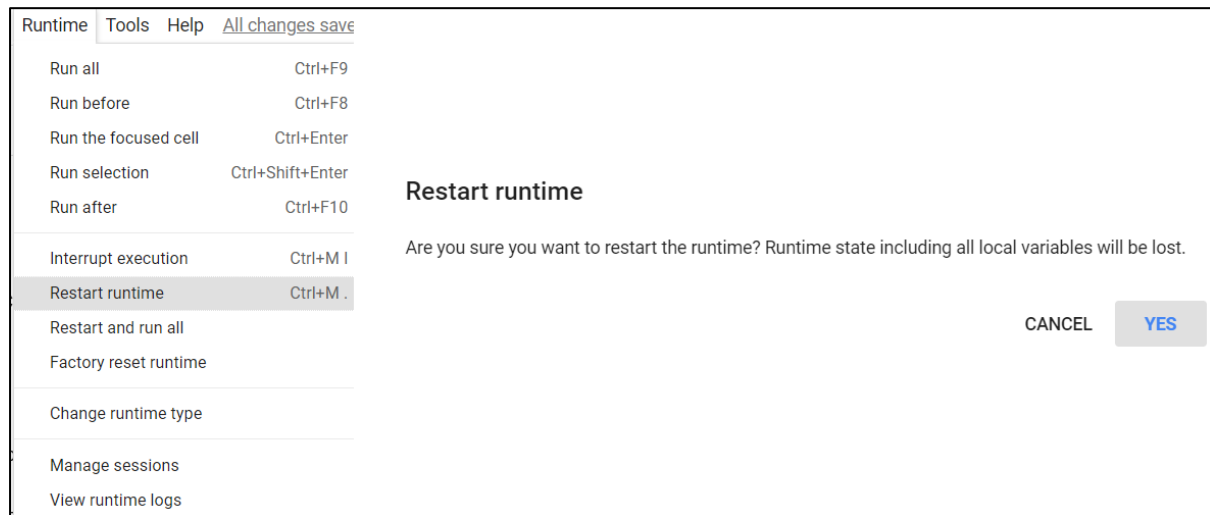 Runtime Tools Help All changes save
Run all Ctrl+F9
Run before Ctrl+F8
Run the focused cell Ctrl+Enter
Run selection Ctrl+Shift+Enter
Run after Ctrl+F10
Interrupt execution Ctrl+M I
Restart runtime Ctrl+M .
Restart and run all
Factory reset runtime
Change runtime type
Manage sessions
View runtime logs
Restart runtime
Are you sure you want to restart the runtime? Runtime state including all local variables will be lost.
CANCEL YES